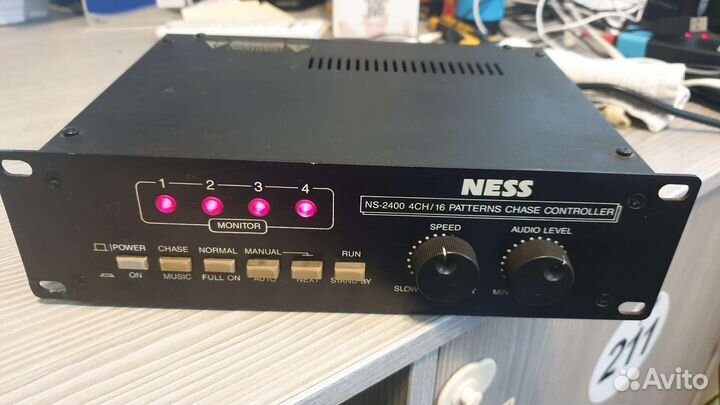 1 2 3 4
MONITOR
NESS
NS-2400 4CH/16 PATTERNS CHASE CONTROLLER
SPEED
AUDIO LEVEL
POWER CHASE NORMAL MANUAL RUN
ON MUSIC FULL ON AUTO NEXT STAND BY
SLOW
MIN
211
Avito